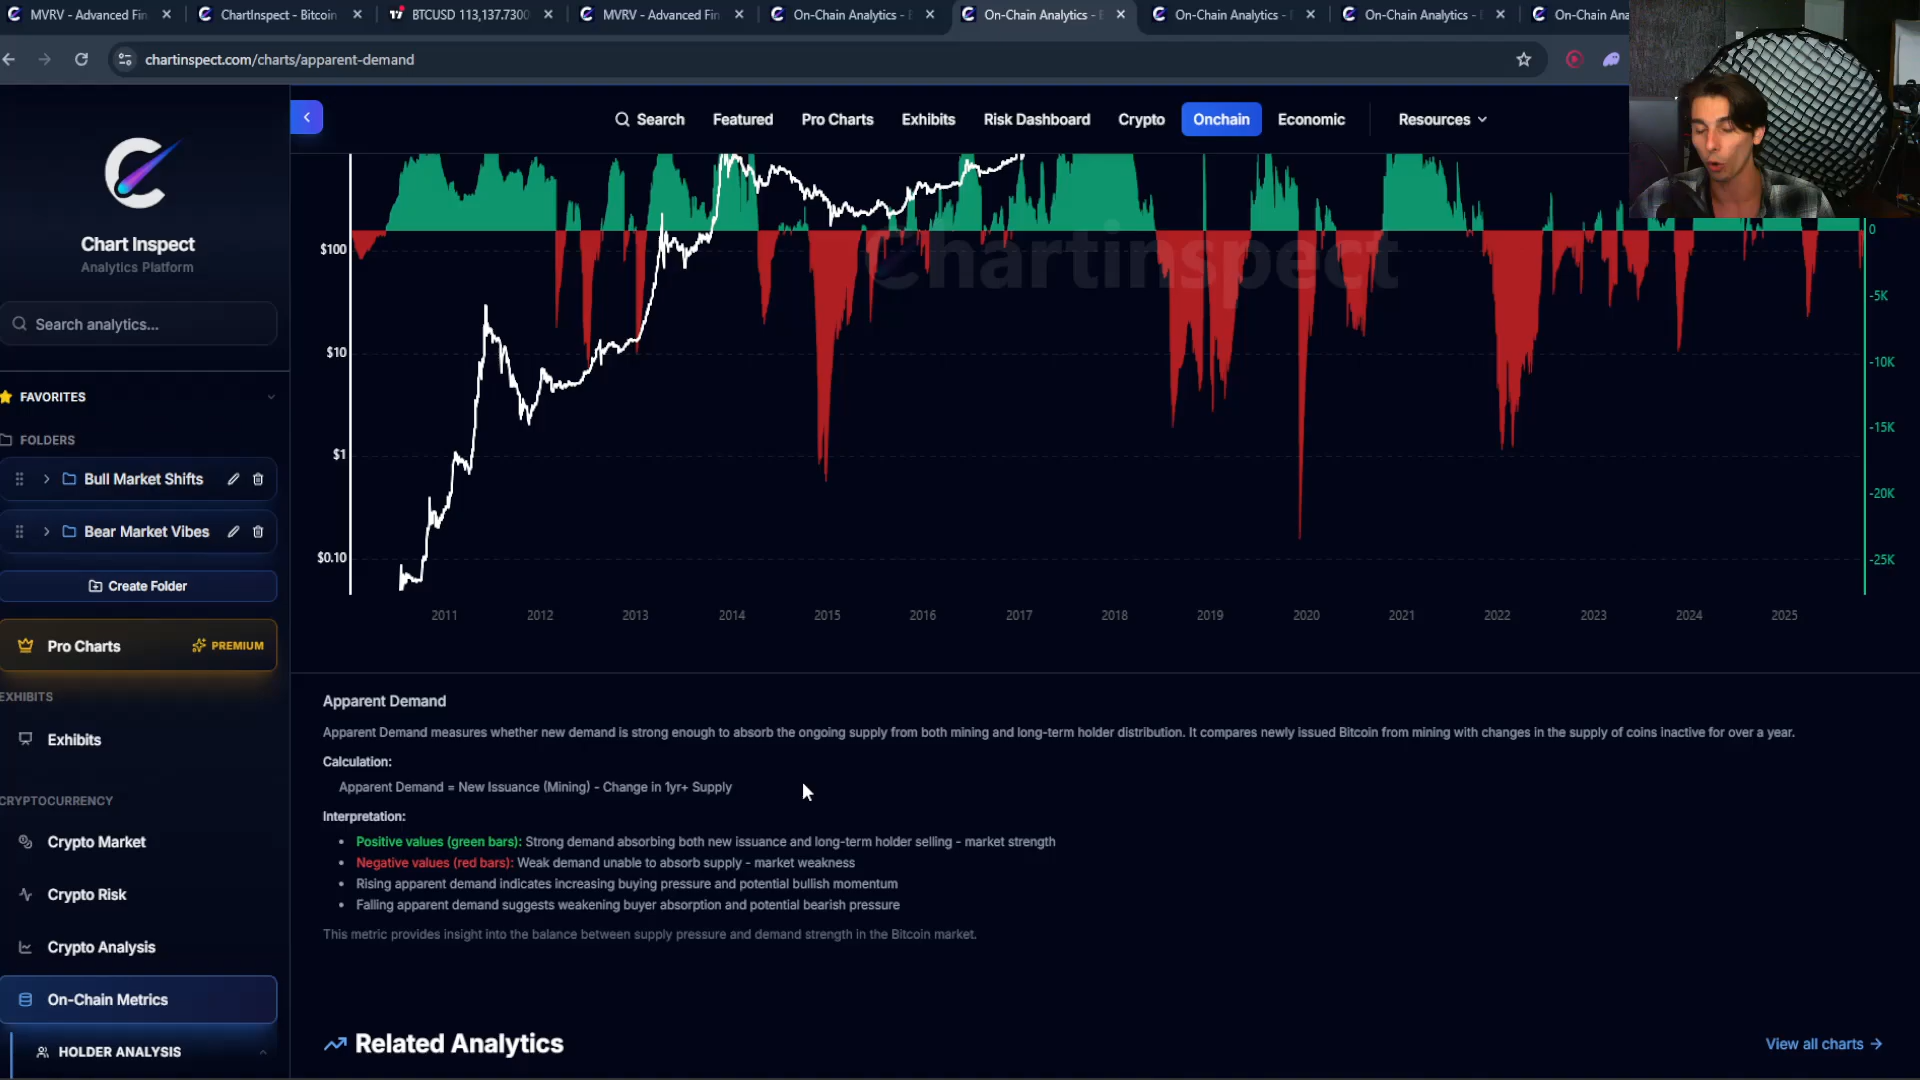 MVRV - Advanced Fin
ChartInspect - Bitcoin
BTCUSD 113,137.7300
MVRV - Advanced Fin
On-Chain Analytics - E
On-Chain Analytics - E
On-Chain Analytics -
On-Chain Analytics -
On-Chain Ana
chartinspect.com/charts/apparent-demand
Search
Featured
Pro Charts
Exhibits
Risk Dashboard
Crypto
Onchain
Economic
Resources
Chart Inspect
Analytics Platform
Search analytics...
FAVORITES
FOLDERS
Bull Market Shifts
Bear Market Vibes
Create Folder
Pro Charts
PREMIUM
EXHIBITS
Exhibits
CRYPTOCURRENCY
Crypto Market
Crypto Risk
Crypto Analysis
On-Chain Metrics
HOLDER ANALYSIS
Chartinspect
$100
$10
$1
$0.10
0
-5K
-10K
-15K
-20K
-25K
2011 2012 2013 2014 2015 2016 2017 2018 2019 2020 2021 2022 2023 2024 2025
Apparent Demand
Apparent Demand measures whether new demand is strong enough to absorb the ongoing supply from both mining and long-term holder distribution. It compares newly issued Bitcoin from mining with changes in the supply of coins inactive for over a year.
Calculation:
Apparent Demand = New Issuance (Mining) - Change in 1yr+ Supply
Interpretation:
• Positive values (green bars): Strong demand absorbing both new issuance and long-term holder selling - market strength
• Negative values (red bars): Weak demand unable to absorb supply - market weakness
• Rising apparent demand indicates increasing buying pressure and potential bullish momentum
• Falling apparent demand suggests weakening buyer absorption and potential bearish pressure
This metric provides insight into the balance between supply pressure and demand strength in the Bitcoin market.
Related Analytics
View all charts →